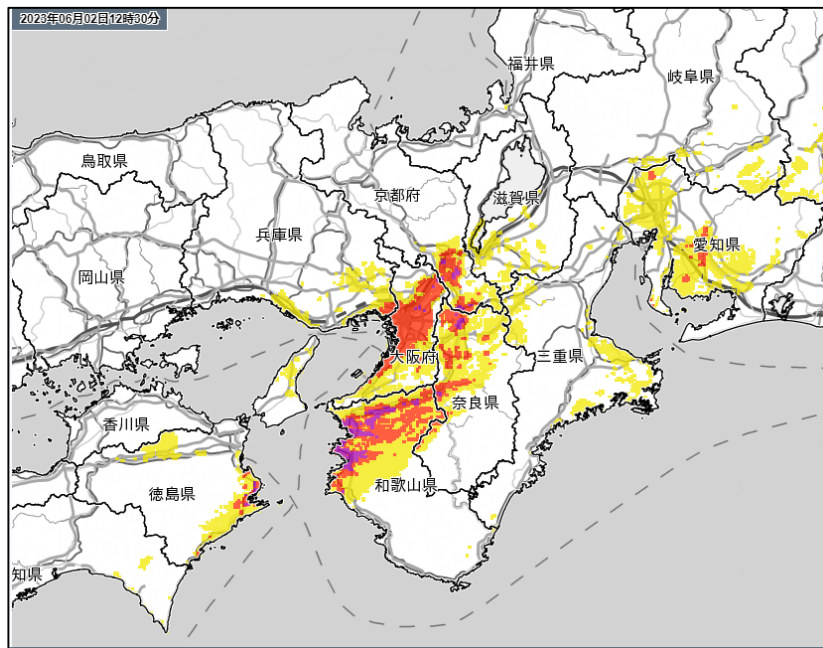 2023年06月02日12時30分
福井県
岐阜県
鳥取県
京都府
滋賀県
兵庫県
愛知県
岡山県
大阪府
三重県
奈良県
香川県
和歌山県
徳島県
知県